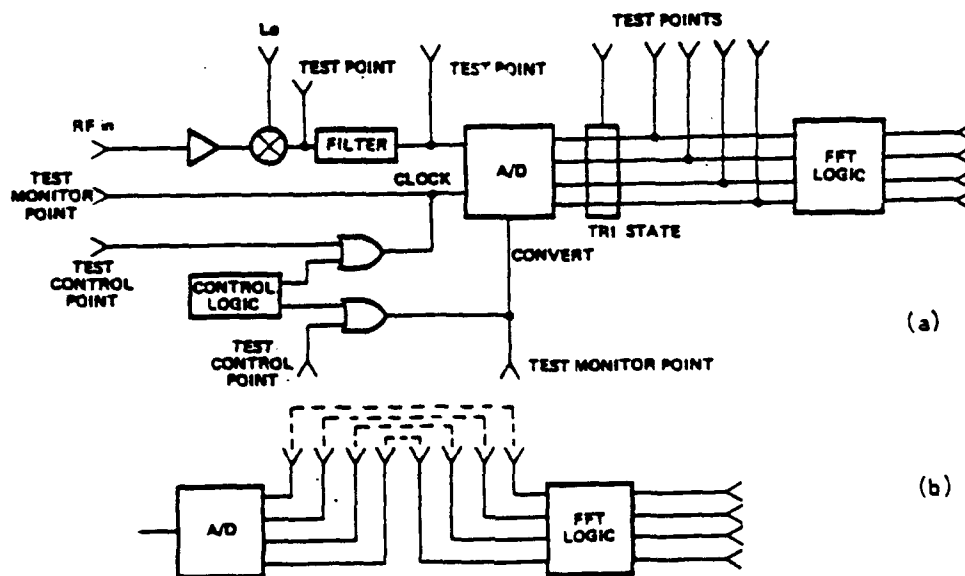 Lo
TEST POINTS
TEST POINT
TEST POINT
RF in
FILTER
A/D
FFT
LOGIC
CLOCK
TEST
MONITOR
POINT
TRI STATE
CONVERT
TEST
CONTROL
POINT
CONTROL
LOGIC
(a)
TEST
CONTROL
POINT
TEST MONITOR POINT
(b)
A/D
FFT
LOGIC